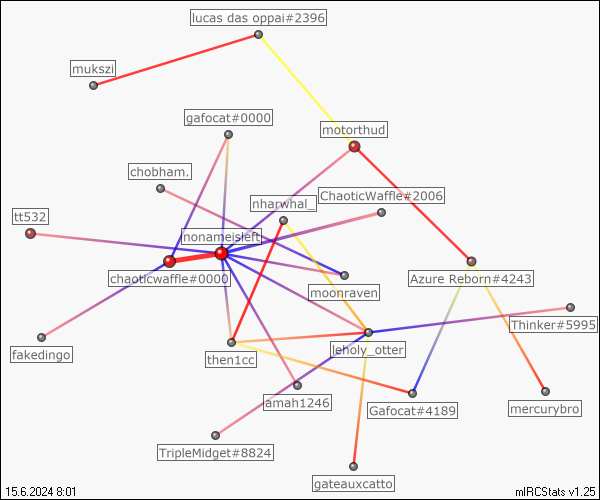 lucas das oppai#2396
mukszi
gafocat#0000
motorthud
chobham.
ChaoticWaffle#2006
nharwhal_
tt532
nonameisleft
chaoticwaffle#0000
Azure Reborn#4243
moonraven
Thinker#5995
leholy_otter
fakedingo
then1cc
amah1246
Gafocat#4189
mercurybro
TripleMidget#8824
gateauxcatto
15.6.2024 8:01
mIRCStats v1.25